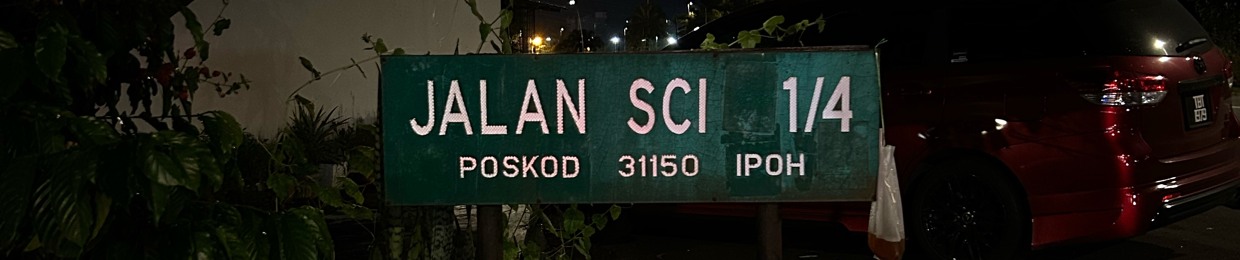 JALAN SCI 1/4
POSKOD 31150 IPOH